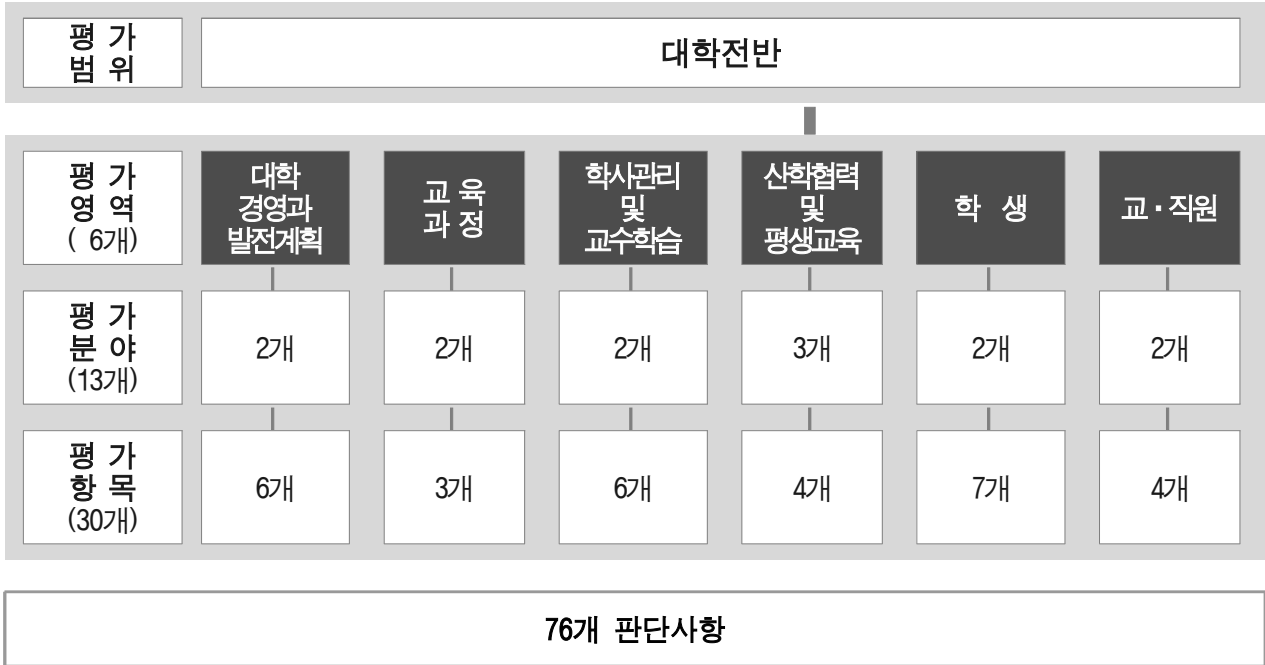 평 가
범 위
대학전반
평 가
영 역
( 6개)
대학
경영과
발전계획
교 육
과 정
학사관리
및
교수학습
산학협력
및
평생교육
학 생
교·직원
평 가
분 야
(13개)
2개
2개
2개
3개
2개
2개
평 가
항 목
(30개)
6개
3개
6개
4개
7개
4개
76개 판단사항